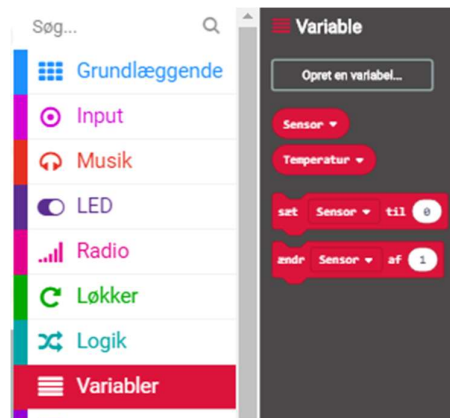 Søg...
Grundlæggende
Input
Musik
LED
Radio
Løkker
Logik
Variabler
Variable
Opret en variabel...
Sensor
Temperatur
sæt Sensor til 0
ændr Sensor af 1